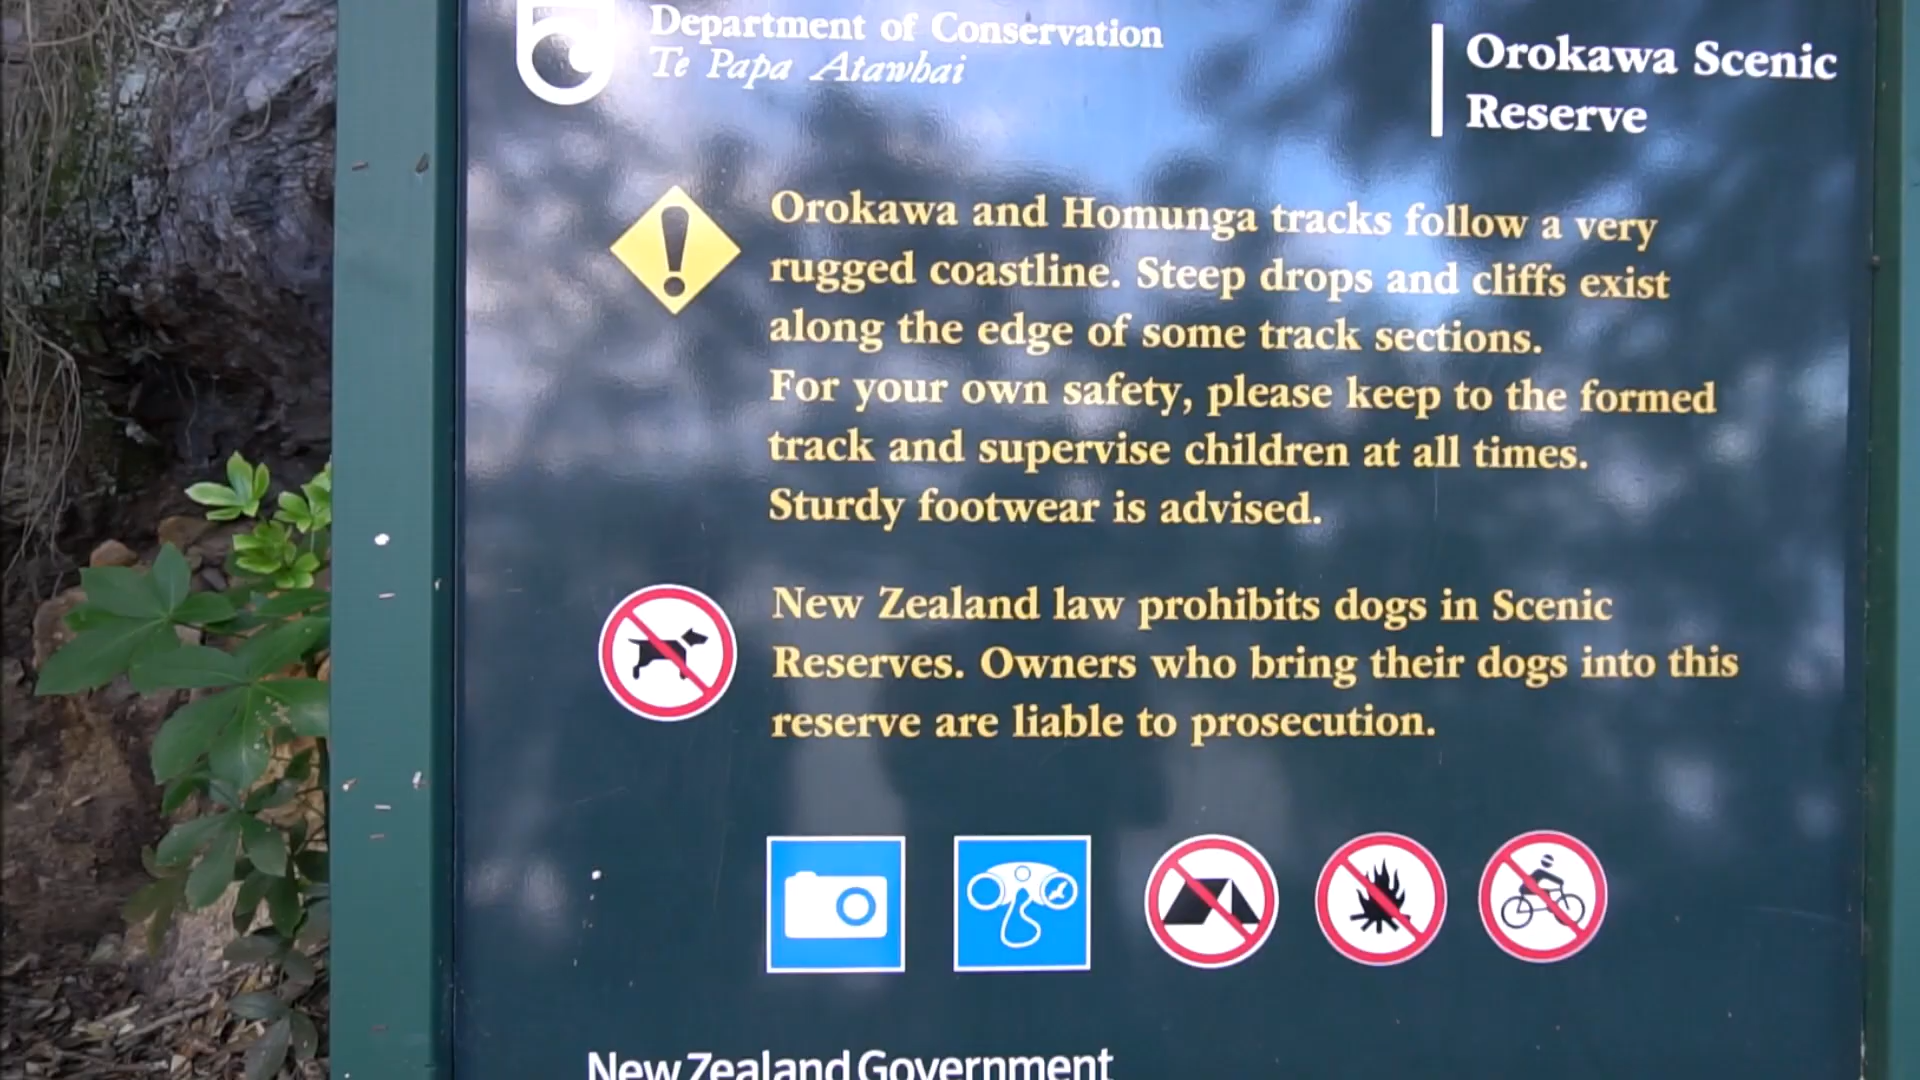 Department of Conservation
Te Papa Atawhai
Orokawa Scenic
Reserve
Orokawa and Homunga tracks follow a very
rugged coastline. Steep drops and cliffs exist
along the edge of some track sections.
For your own safety, please keep to the formed
track and supervise children at all times.
Sturdy footwear is advised.
New Zealand law prohibits dogs in Scenic
Reserves. Owners who bring their dogs into this
reserve are liable to prosecution.
New Zealand Government